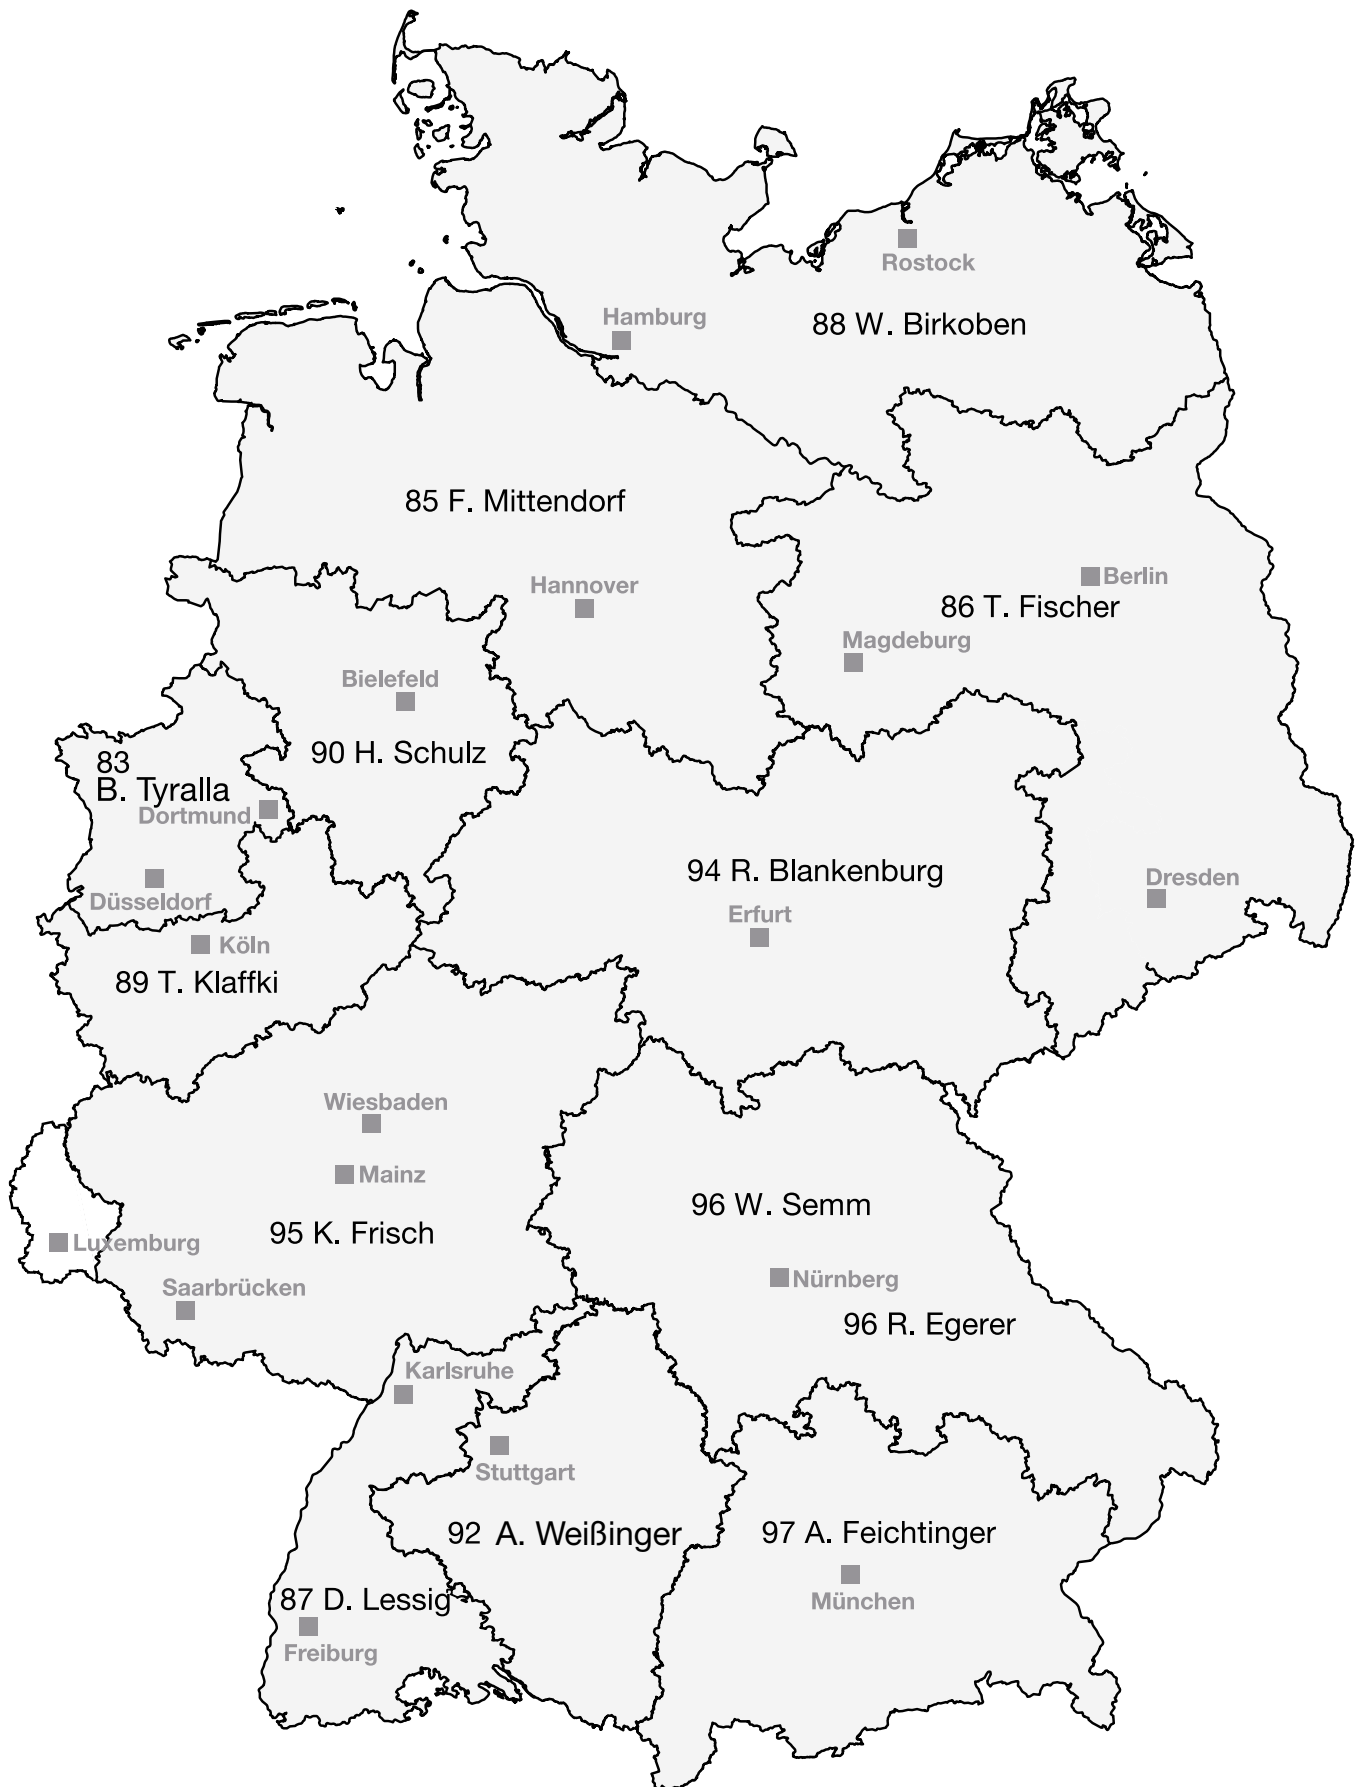 Rostock
Hamburg
88 W. Birkoben
85 F. Mittendorf
Hannover
Berlin
86 T. Fischer
Magdeburg
Bielefeld
90 H. Schulz
83
B. Tyralla
Dortmund
94 R. Blankenburg
Dresden
Düsseldorf
Erfurt
Köln
89 T. Klaffki
Wiesbaden
Mainz
96 W. Semm
95 K. Frisch
Luxemburg
Nürnberg
Saarbrücken
96 R. Egerer
Karlsruhe
Stuttgart
92 A. Weißinger
97 A. Feichtinger
München
87 D. Lessig
Freiburg